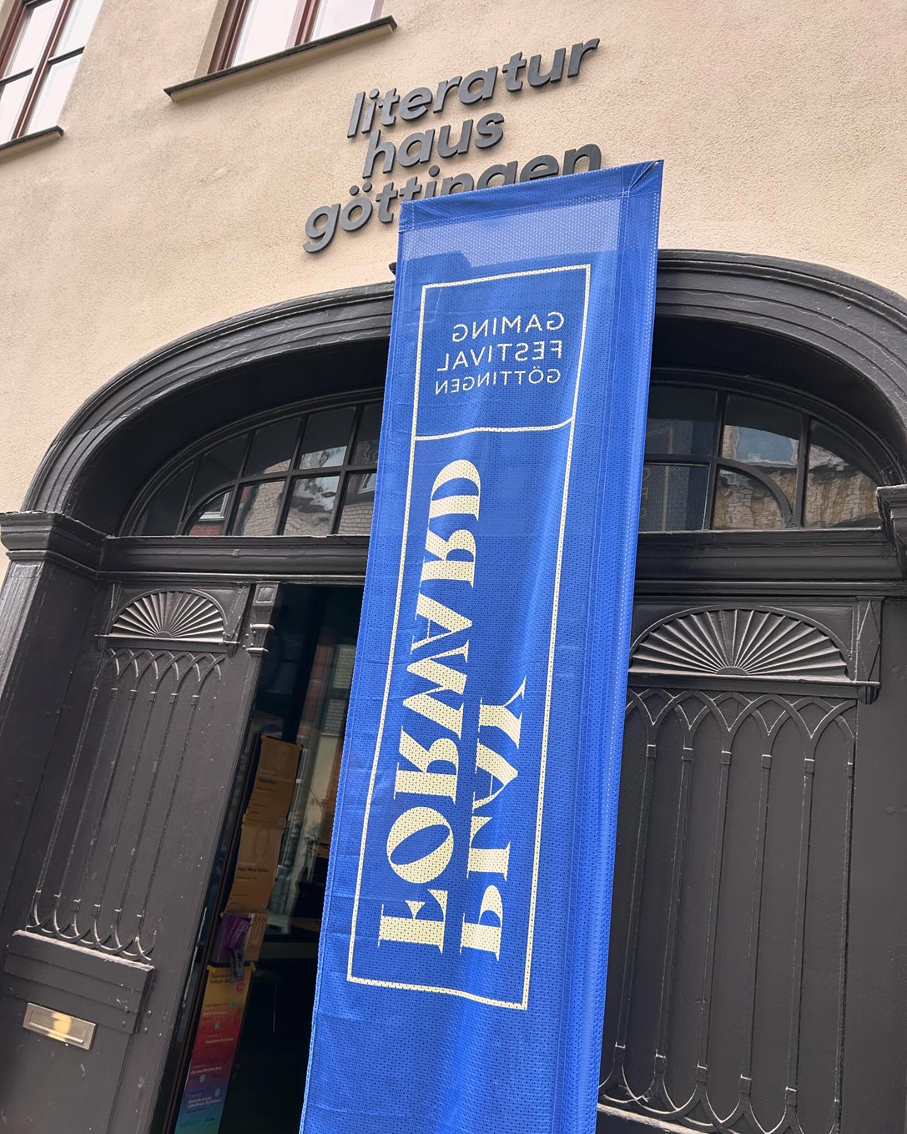 literatur
haus
göttingen
GAMING
FESTIVAL
GÖTTINGEN
PLAY
FORWARD